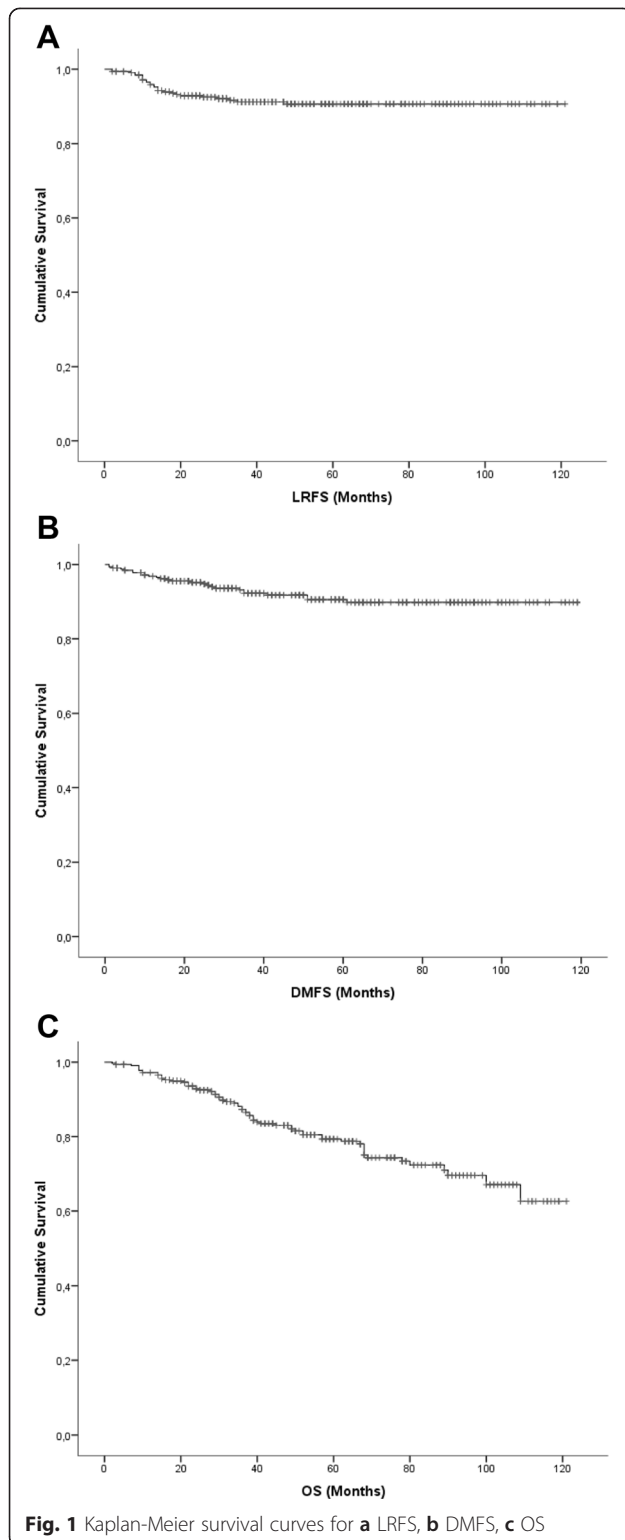 A
1,0
0,8
0,6
0,4
0,2
0,0
Cumulative Survival
0 20 40 60 80 100 120
LRFS (Months)
B
1,0
0,8
0,6
0,4
0,2
0,0
Cumulative Survival
0 20 40 60 80 100 120
DMFS (Months)
C
1,0
0,8
0,6
0,4
0,2
0,0
Cumulative Survival
0 20 40 60 80 100 120
OS (Months)
Fig. 1 Kaplan-Meier survival curves for a LRFS, b DMFS, c OS